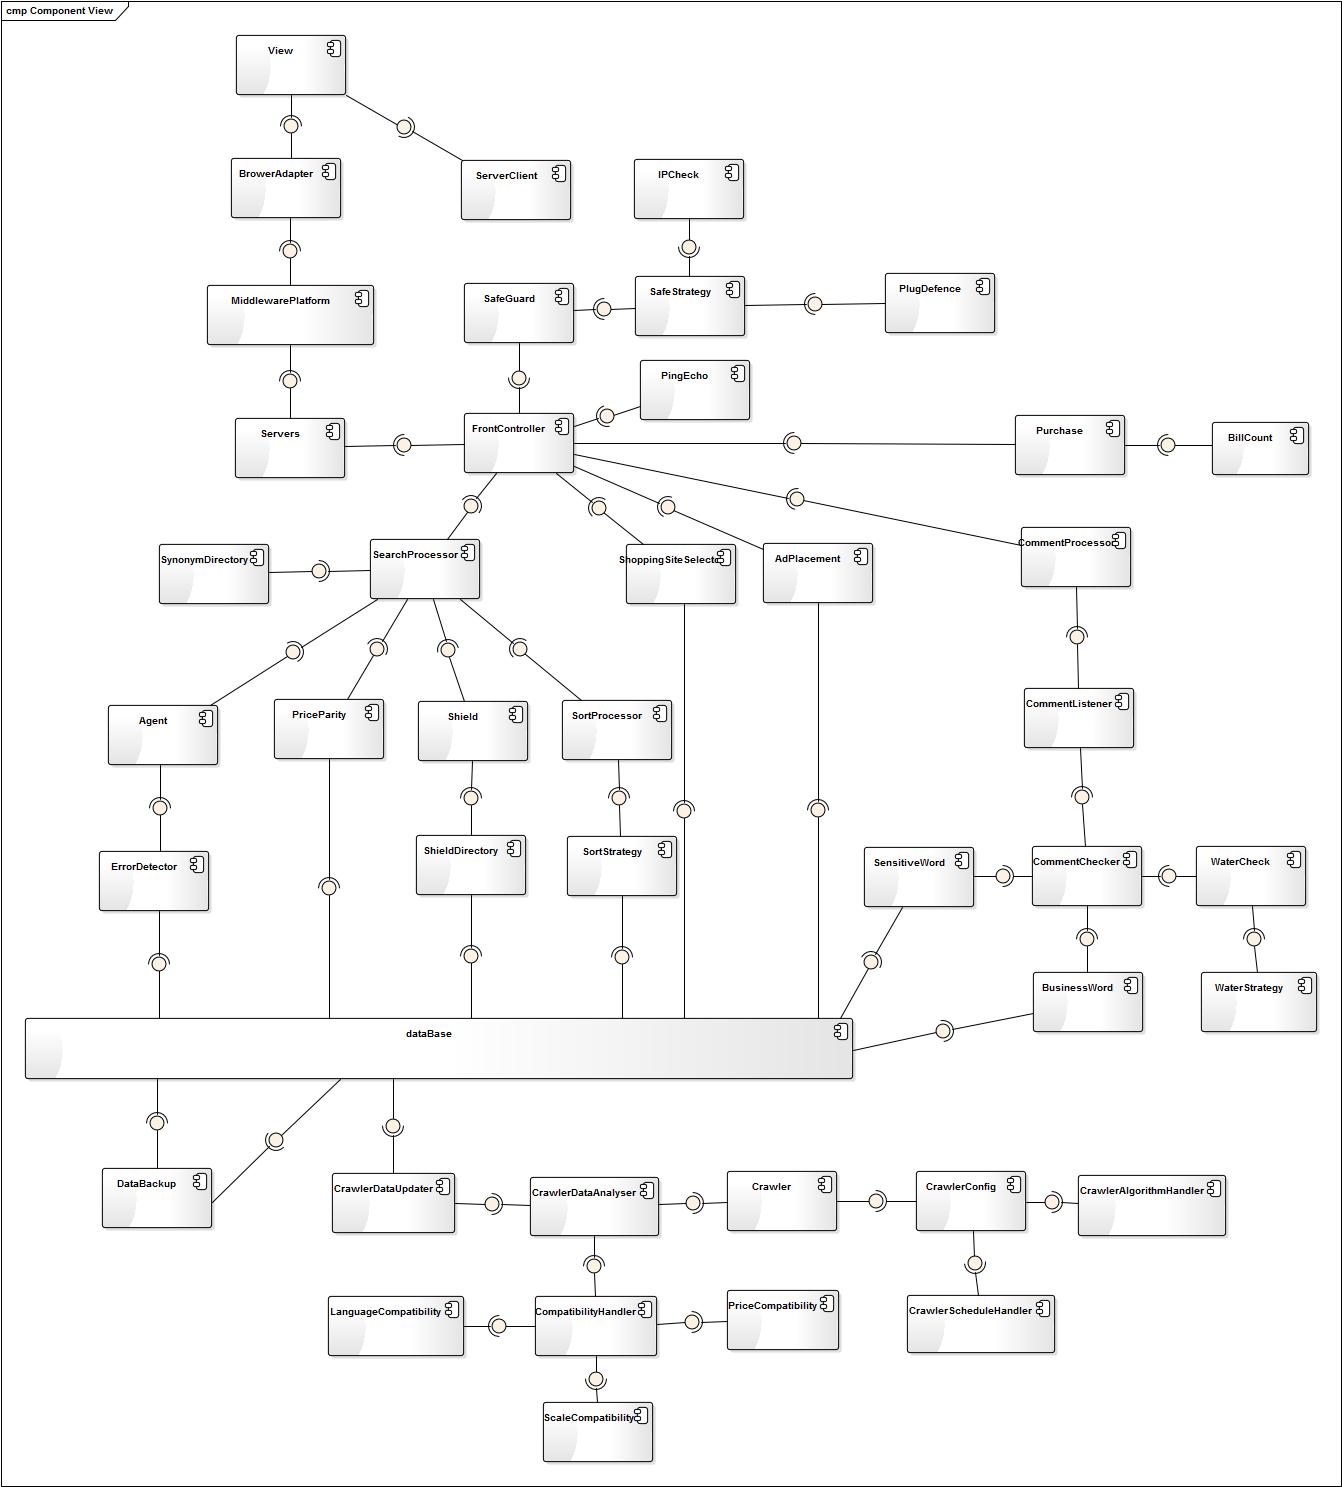 cmp Component View
View
BrowerAdapter
ServerClient
IPCheck
MiddlewarePlatform
SafeGuard
SafeStrategy
PlugDefence
PingEcho
Servers
FrontController
Purchase
BillCount
SynonymDirectory
SearchProcessor
ShoppingSiteSelecto
AdPlacement
CommentProcessor
Agent
PriceParity
Shield
SortProcessor
CommentListener
ErrorDetector
ShieldDirectory
SortStrategy
SensitiveWord
CommentChecker
WaterCheck
BusinessWord
WaterStrategy
dataBase
DataBackup
CrawlerDataUpdater
CrawlerDataAnalyser
Crawler
CrawlerConfig
CrawlerAlgorithmHandler
LanguageCompatibility
CompatibilityHandler
PriceCompatibility
CrawlerScheduleHandler
ScaleCompatibility